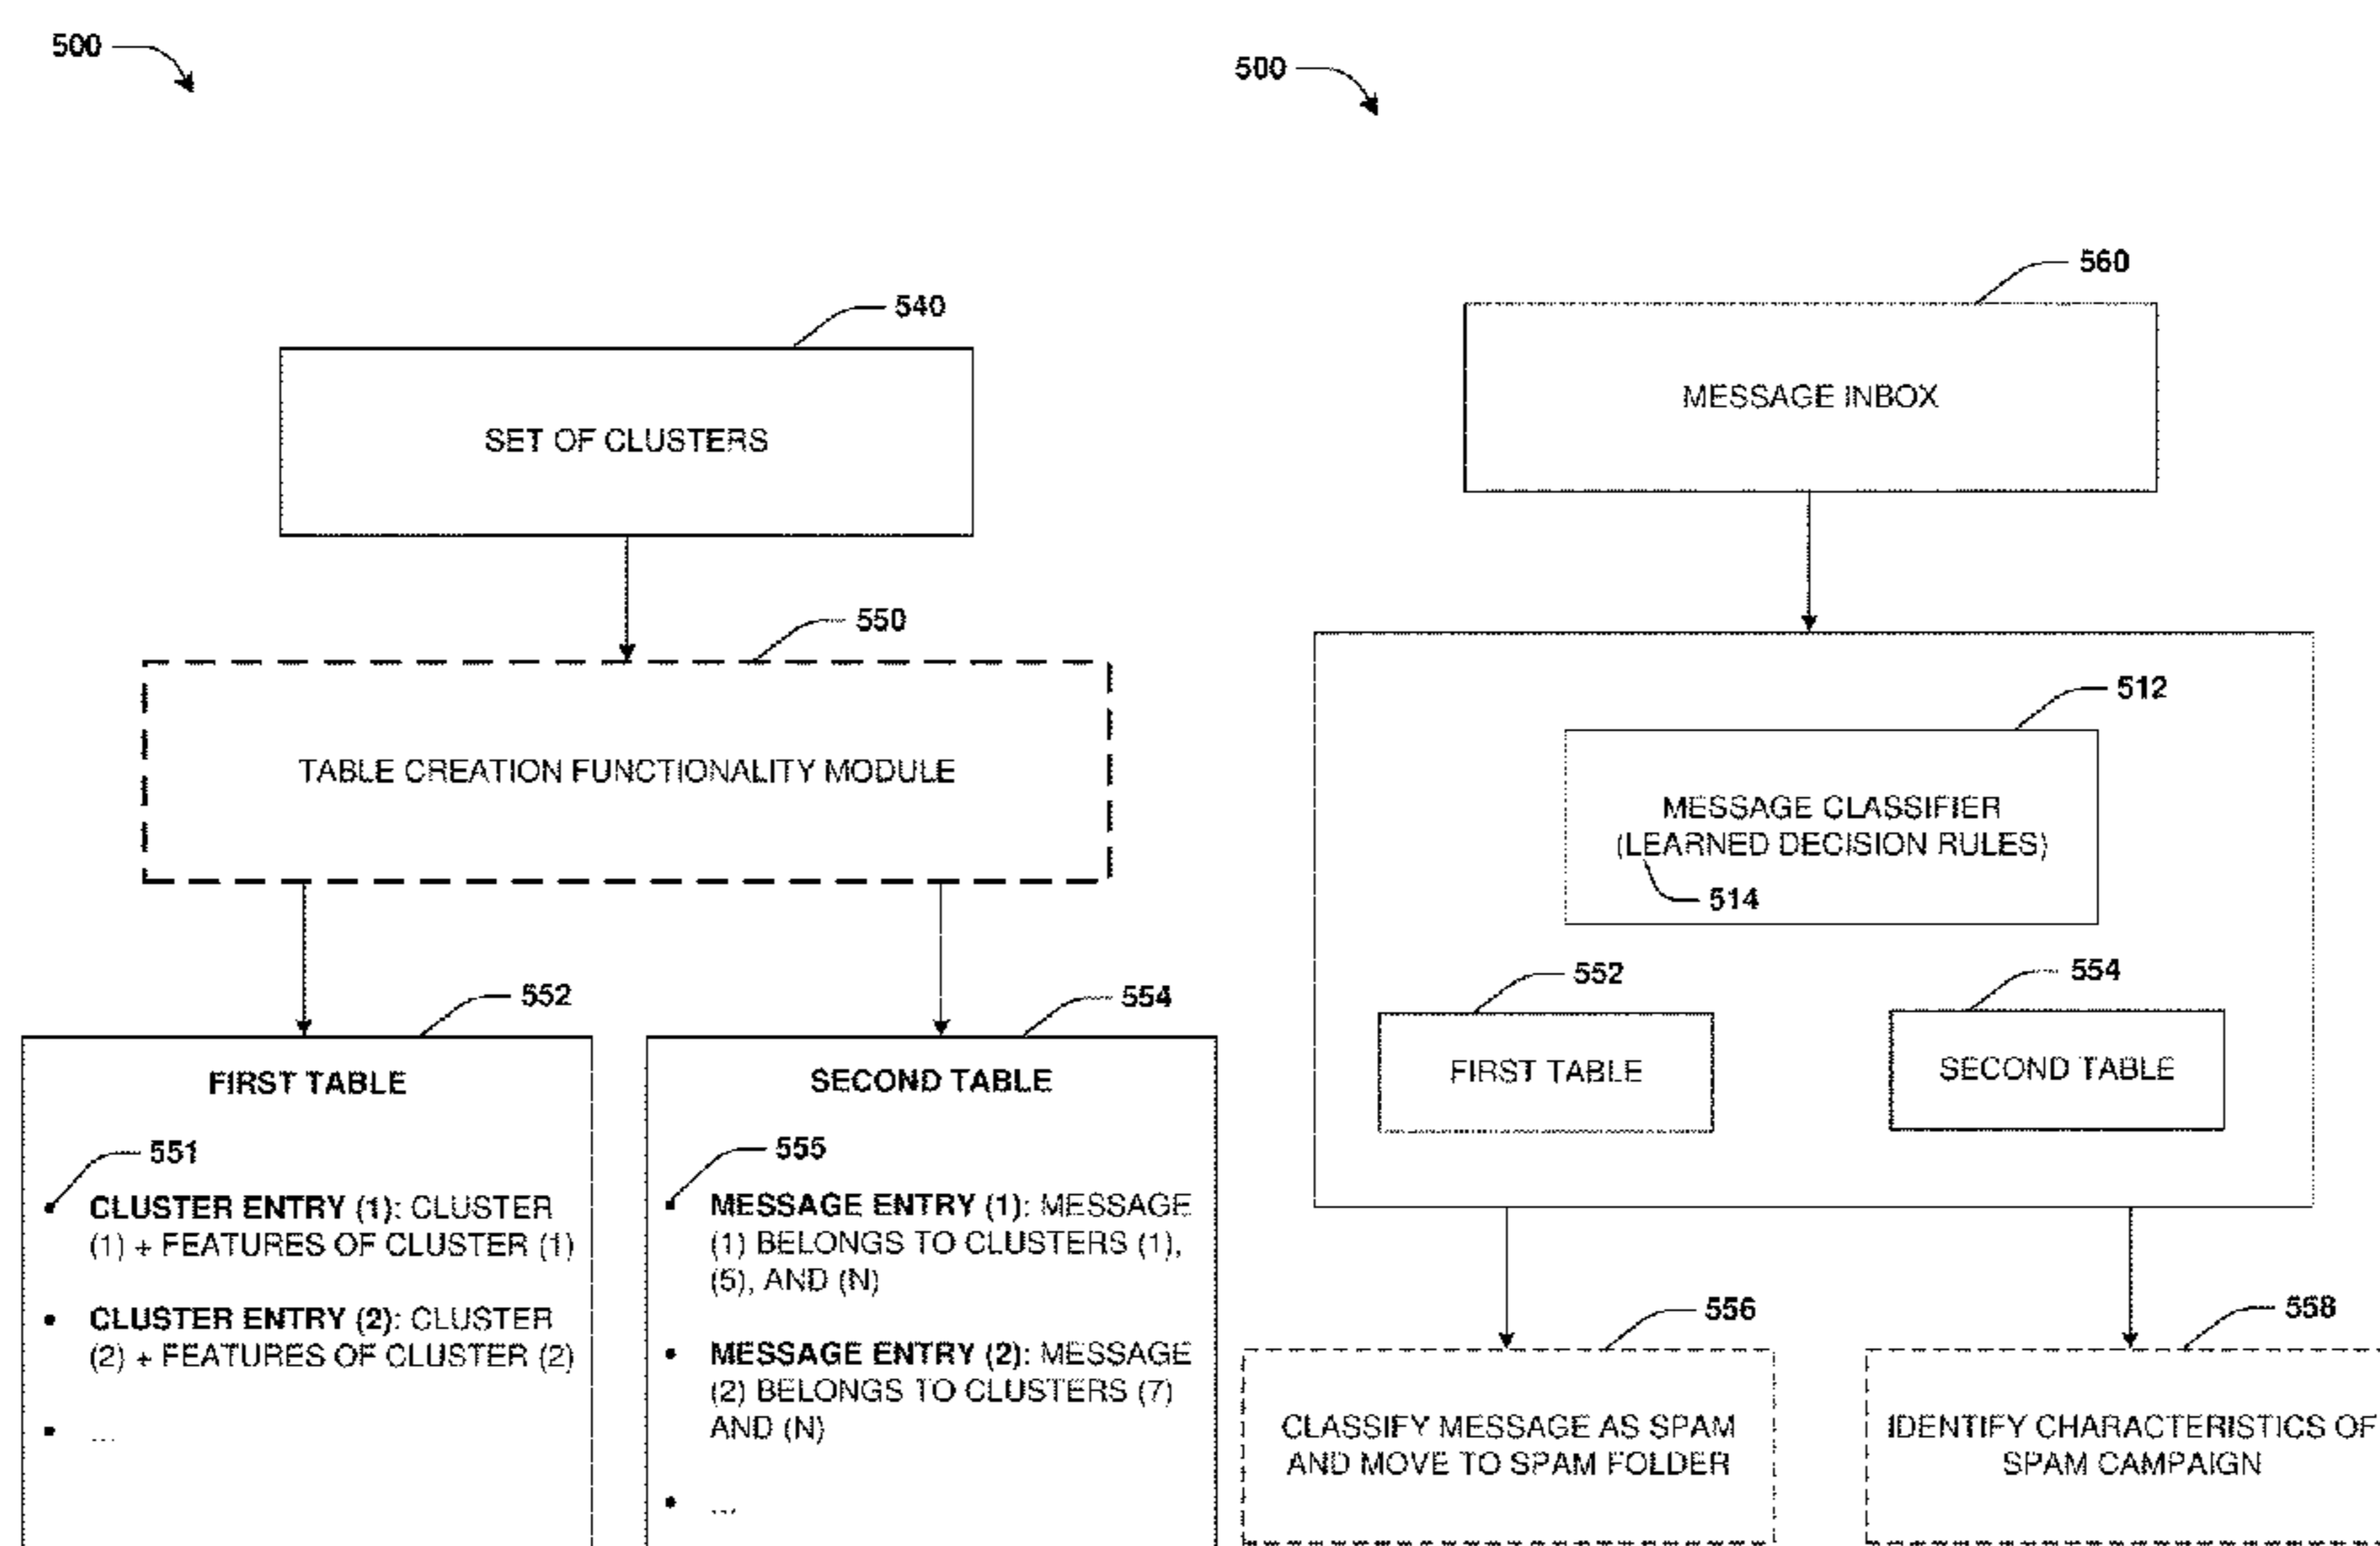 500
540
SET OF CLUSTERS
550
TABLE CREATION FUNCTIONALITY MODULE
552
FIRST TABLE
551
• CLUSTER ENTRY (1): CLUSTER
(1) + FEATURES OF CLUSTER (1)
• CLUSTER ENTRY (2): CLUSTER
(2) + FEATURES OF CLUSTER (2)
• ...
554
SECOND TABLE
555
• MESSAGE ENTRY (1): MESSAGE
(1) BELONGS TO CLUSTERS (1),
(5), AND (N)
• MESSAGE ENTRY (2): MESSAGE
(2) BELONGS TO CLUSTERS (7)
AND (N)
• ...
500
560
MESSAGE INBOX
512
MESSAGE CLASSIFIER
(LEARNED DECISION RULES)
514
552
FIRST TABLE
554
SECOND TABLE
556
CLASSIFY MESSAGE AS SPAM
AND MOVE TO SPAM FOLDER
558
IDENTIFY CHARACTERISTICS OF
SPAM CAMPAIGN